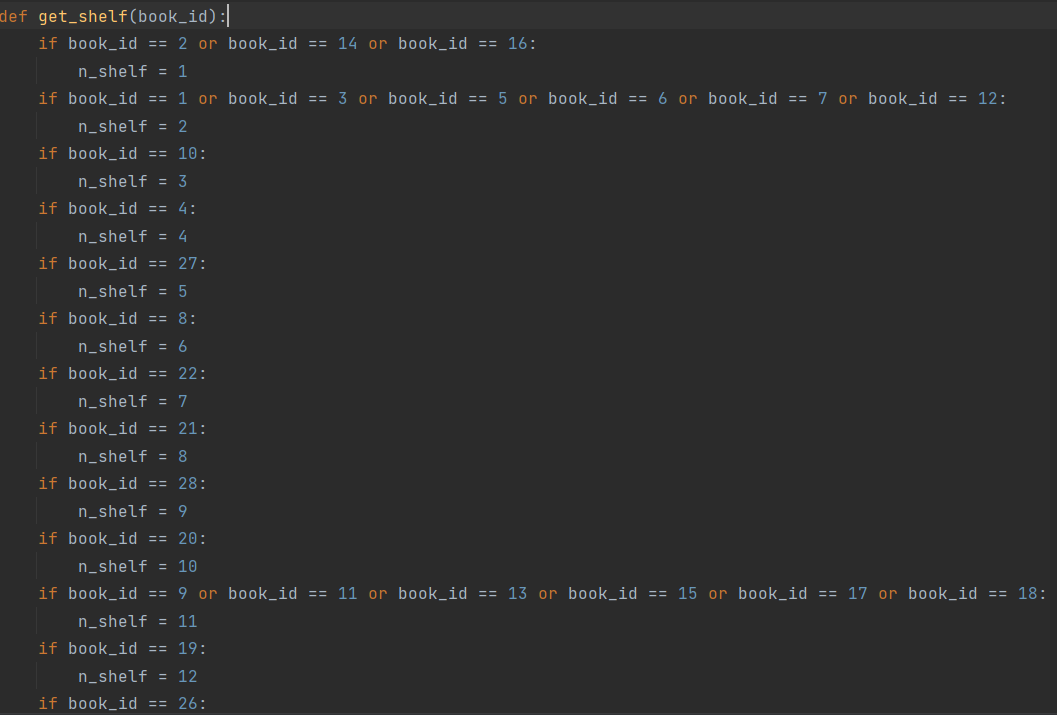 def get_shelf(book_id):
    if book_id == 2 or book_id == 14 or book_id == 16:
        n_shelf = 1
    if book_id == 1 or book_id == 3 or book_id == 5 or book_id == 6 or book_id == 7 or book_id == 12:
        n_shelf = 2
    if book_id == 10:
        n_shelf = 3
    if book_id == 4:
        n_shelf = 4
    if book_id == 27:
        n_shelf = 5
    if book_id == 8:
        n_shelf = 6
    if book_id == 22:
        n_shelf = 7
    if book_id == 21:
        n_shelf = 8
    if book_id == 28:
        n_shelf = 9
    if book_id == 20:
        n_shelf = 10
    if book_id == 9 or book_id == 11 or book_id == 13 or book_id == 15 or book_id == 17 or book_id == 18:
        n_shelf = 11
    if book_id == 19:
        n_shelf = 12
    if book_id == 26: